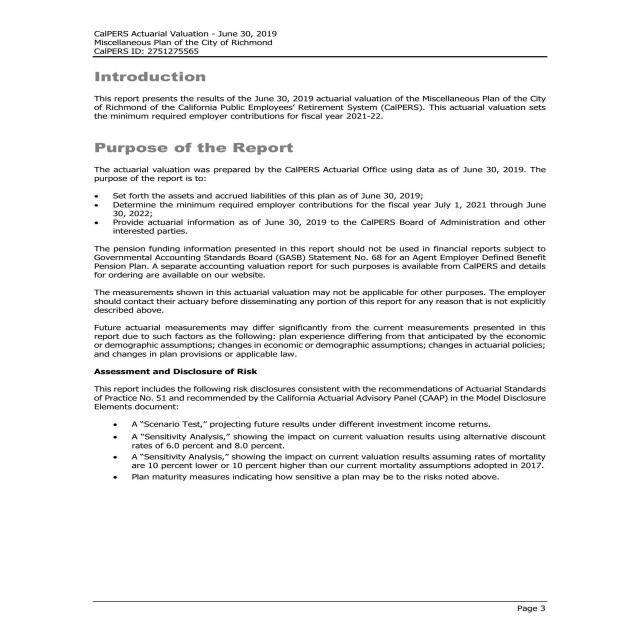 CalPERS Actuarial Valuation - June 30, 2019
Miscellaneous Plan of the City of Richmond
CalPERS ID: 2751275565
Introduction
This report presents the results of the June 30, 2019 actuarial valuation of the Miscellaneous Plan of the City
of Richmond of the California Public Employees' Retirement System (CalPERS). This actuarial valuation sets
the minimum required employer contributions for fiscal year 2021-22.
Purpose of the Report
The actuarial valuation was prepared by the CalPERS Actuarial Office using data as of June 30, 2019. The
purpose of the report is to:
• Set forth the assets and accrued liabilities of this plan as of June 30, 2019;
• Determine the minimum required employer contributions for the fiscal year July 1, 2021 through June
30, 2022;
• Provide actuarial information as of June 30, 2019 to the CalPERS Board of Administration and other
interested parties.
The pension funding information presented in this report should not be used in financial reports subject to
Governmental Accounting Standards Board (GASB) Statement No. 68 for an Agent Employer Defined Benefit
Pension Plan. A separate accounting valuation report for such purposes is available from CalPERS and details
for ordering are available on our website.
The measurements shown in this actuarial valuation may not be applicable for other purposes. The employer
should contact their actuary before disseminating any portion of this report for any reason that is not explicitly
described above.
Future actuarial measurements may differ significantly from the current measurements presented in this
report due to such factors as the following: plan experience differing from that anticipated by the economic
or demographic assumptions; changes in economic or demographic assumptions; changes in actuarial policies;
and changes in plan provisions or applicable law.
Assessment and Disclosure of Risk
This report includes the following risk disclosures consistent with the recommendations of Actuarial Standards
of Practice No. 51 and recommended by the California Actuarial Advisory Panel (CAAP) in the Model Disclosure
Elements document:
• A “Scenario Test,” projecting future results under different investment income returns.
• A “Sensitivity Analysis,” showing the impact on current valuation results using alternative discount
rates of 6.0 percent and 8.0 percent.
• A “Sensitivity Analysis,” showing the impact on current valuation results assuming rates of mortality
are 10 percent lower or 10 percent higher than our current mortality assumptions adopted in 2017.
• Plan maturity measures indicating how sensitive a plan may be to the risks noted above.
Page 3